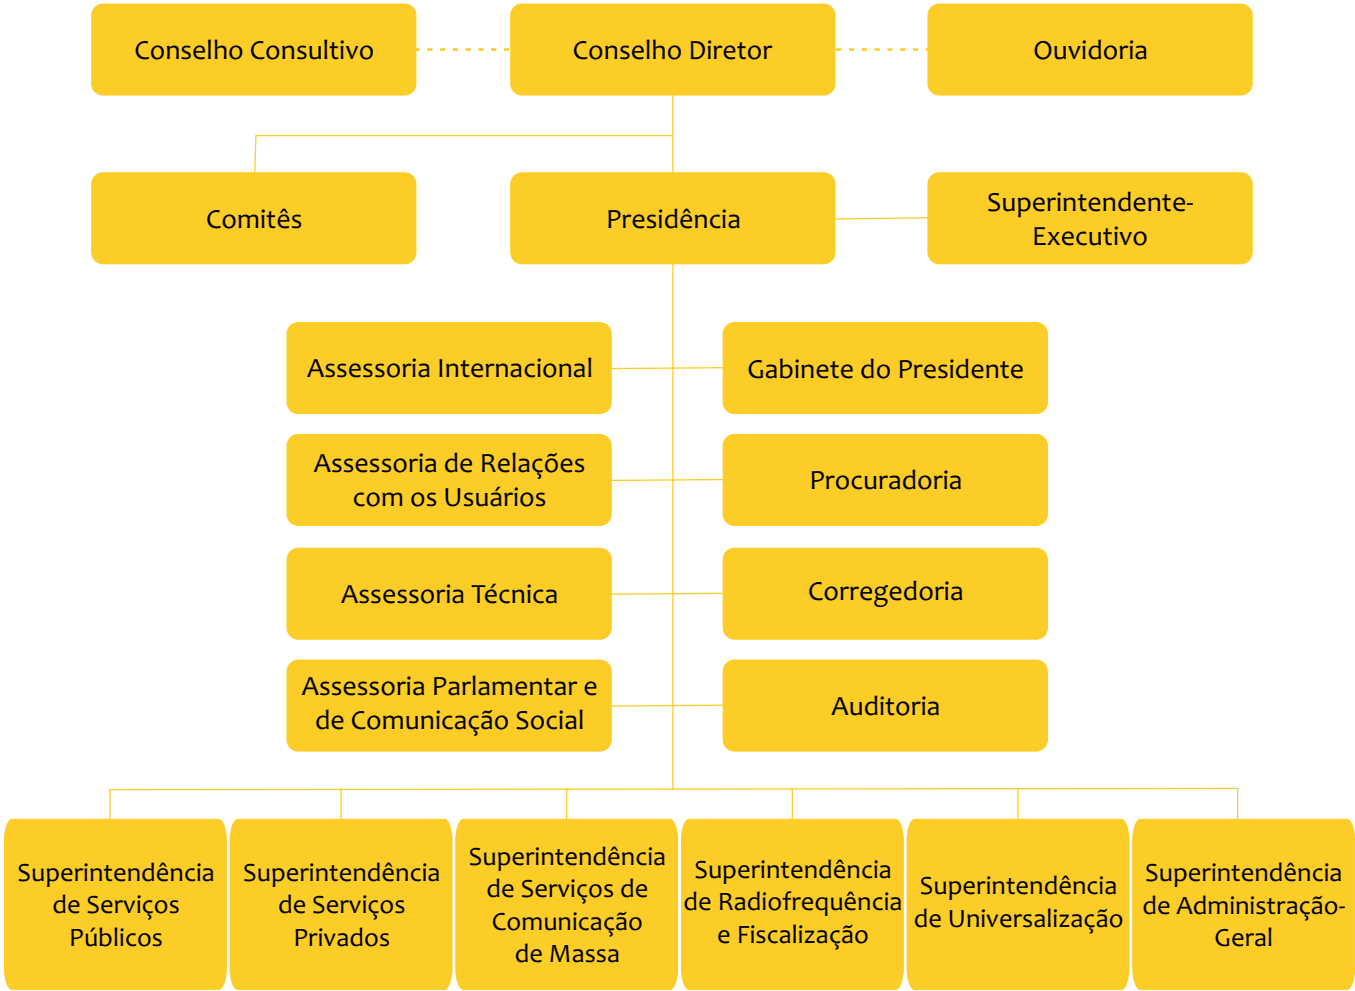 Conselho Consultivo
Conselho Diretor
Ouvidoria
Comitês
Presidência
Superintendente-
Executivo
Assessoria Internacional
Gabinete do Presidente
Assessoria de Relações
com os Usuários
Procuradoria
Assessoria Técnica
Corregedoria
Assessoria Parlamentar e
de Comunicação Social
Auditoria
Superintendência
de Serviços
Públicos
Superintendência
de Serviços
Privados
Superintendência
de Serviços de
Comunicação
de Massa
Superintendência
de Radiofrequência
e Fiscalização
Superintendência
de Universalização
Superintendência
de Administração-
Geral